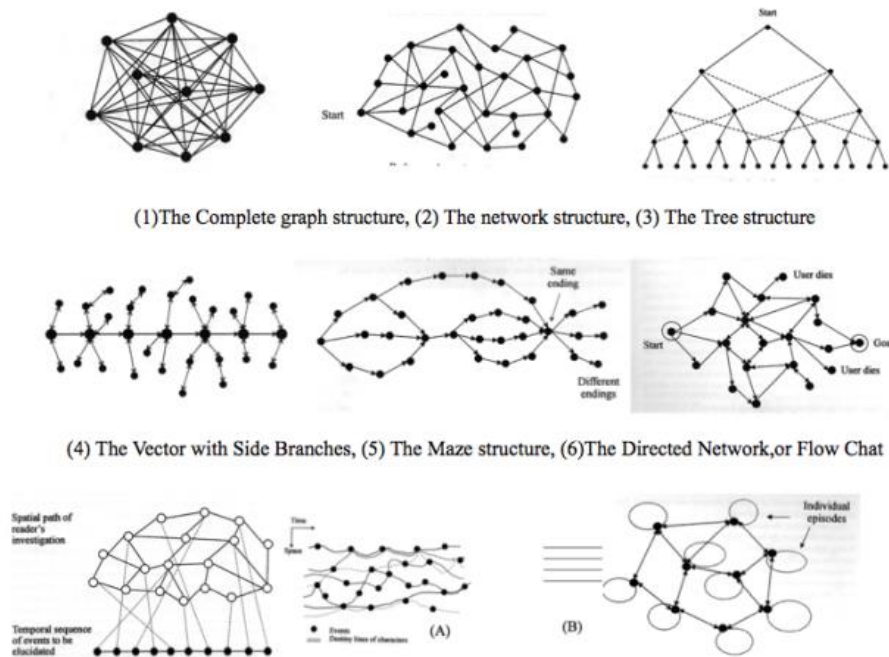 Start
Start
(1)The Complete graph structure, (2) The network structure, (3) The Tree structure
Same
ending
Different
endings
User dies
Start
Goa
User dies
(4) The Vector with Side Branches, (5) The Maze structure, (6)The Directed Network,or Flow Chat
Spatial path of
reader's
investigation
Temporal sequence
of events to be
elucidated
Time
Space
Events
Destiny lines of characters
(A)
(B)
Individual
episodes